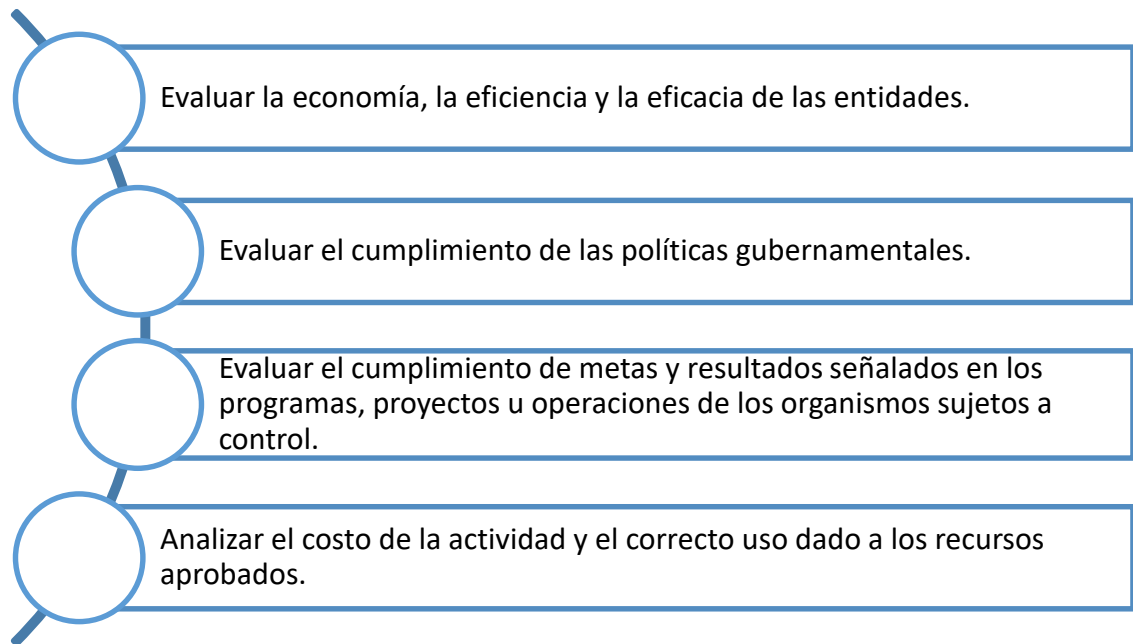 Evaluar la economía, la eficiencia y la eficacia de las entidades.
Evaluar el cumplimiento de las políticas gubernamentales.
Evaluar el cumplimiento de metas y resultados señalados en los
programas, proyectos u operaciones de los organismos sujetos a
control.
Analizar el costo de la actividad y el correcto uso dado a los recursos
aprobados.